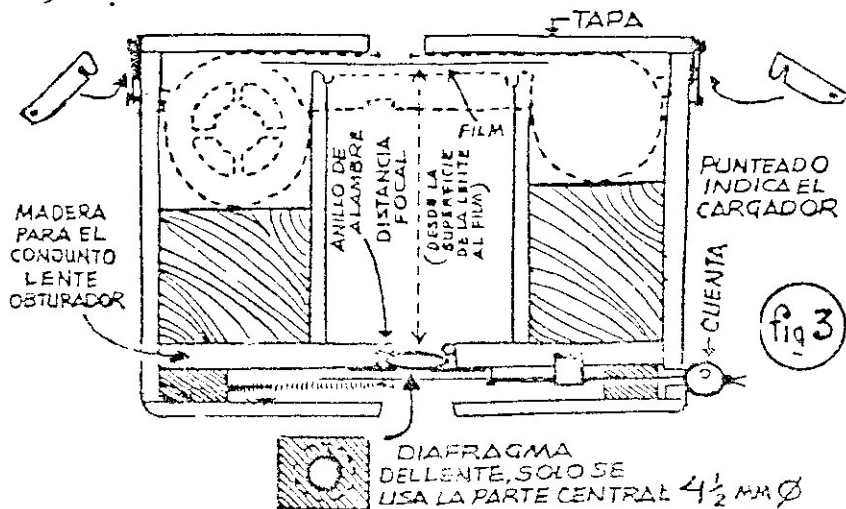 TAPA
FILM
ANILLO DE
ALAMBRE
DISTANCIA
FOCAL
(DESDE LA
SUPERFICIE
DE LA LENTE
AL FILM)
PUNTEADO
INDICA EL
CARGADOR
MADERA
PARA EL
CONJUNTO
LENTE
OBTURADOR
CUENTA
fig 3
DIAFRAGMA
DEL LENTE, SOLO SE
USA LA PARTE CENTRAL 4½ MM Ø